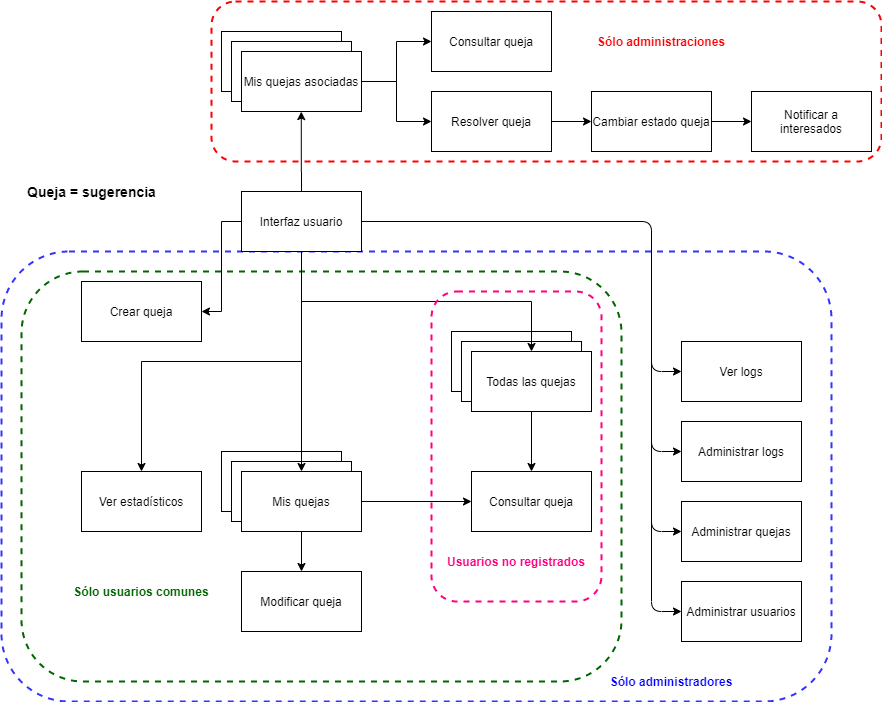 Consultar queja
Sólo administraciones
Mis quejas asociadas
Resolver queja
Cambiar estado queja
Notificar a
interesados
Queja = sugerencia
Interfaz usuario
Crear queja
Todas las quejas
Ver logs
Administrar logs
Ver estadísticos
Mis quejas
Consultar queja
Administrar quejas
Usuarios no registrados
Sólo usuarios comunes
Modificar queja
Administrar usuarios
Sólo administradores